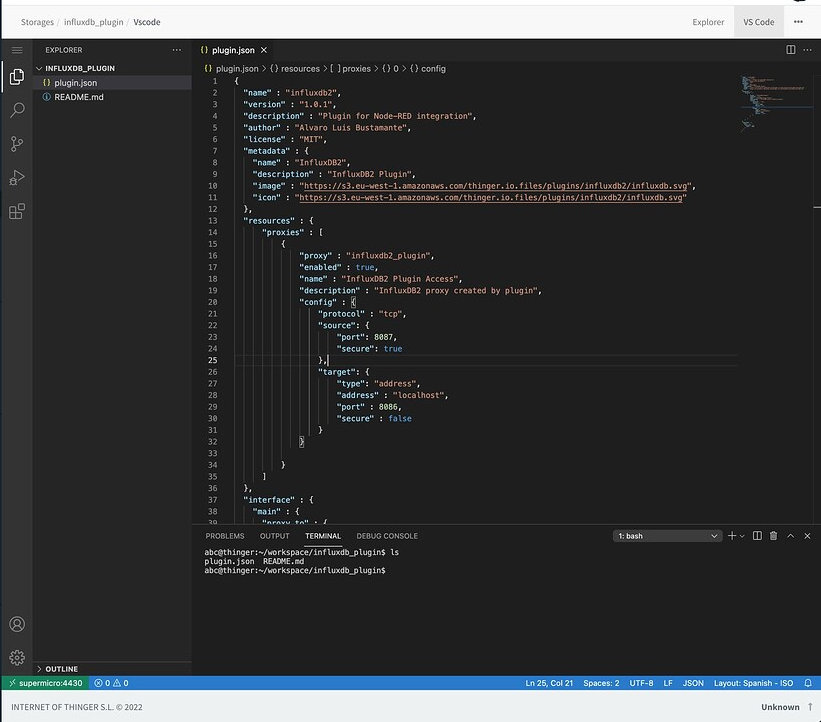 Storages / influxdb_plugin / Vscode
Explorer
VS Code
EXPLORER
INFLUXDB_PLUGIN
{} plugin.json
README.md
{} plugin.json
{} plugin.json > {} resources > [ ] proxies > {} 0 > {} config
1 {
2 "name" : "influxdb2",
3 "version" : "1.0.1",
4 "description" : "Plugin for Node-RED integration",
5 "author" : "Alvaro Luis Bustamante",
6 "license" : "MIT",
7 "metadata" : {
8 "name" : "InfluxDB2",
9 "description" : "InfluxDB2 Plugin",
10 "image" : "https://s3.eu-west-1.amazonaws.com/thinger.io.files/plugins/influxdb2/influxdb.svg",
11 "icon" : "https://s3.eu-west-1.amazonaws.com/thinger.io.files/plugins/influxdb2/influxdb.svg"
12 },
13 "resources" : {
14 "proxies" : [
15 {
16 "proxy" : "influxdb2_plugin",
17 "enabled" : true,
18 "name" : "InfluxDB2 Plugin Access",
19 "description" : "InfluxDB2 proxy created by plugin",
20 "config" : {
21 "protocol" : "tcp",
22 "source": {
23 "port": 8087,
24 "secure": true
25 },
26 "target": {
27 "type": "address",
28 "address" : "localhost",
29 "port" : 8086,
30 "secure" : false
31 }
32 }
33
34 }
35 ]
36 },
37 "interface" : {
38 "main" : {
39 "proxy_to" : {
PROBLEMS
OUTPUT
TERMINAL
DEBUG CONSOLE
1: bash
abc@thinger:~/workspace/influxdb_plugin$ ls
plugin.json README.md
abc@thinger:~/workspace/influxdb_plugin$
OUTLINE
supermicro:4430
0 0
Ln 25, Col 21
Spaces: 2
UTF-8
LF
JSON
Layout: Spanish - ISO
INTERNET OF THINGER S.L. © 2022
Unknown